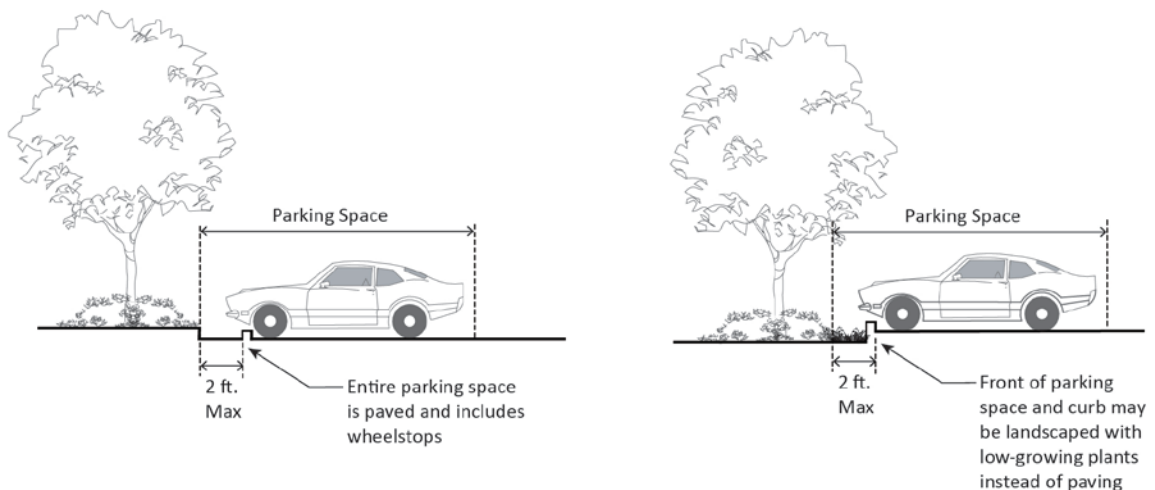 Parking Space
2 ft.
Max
Entire parking space
is paved and includes
wheelstops
Parking Space
2 ft.
Max
Front of parking
space and curb may
be landscaped with
low-growing plants
instead of paving